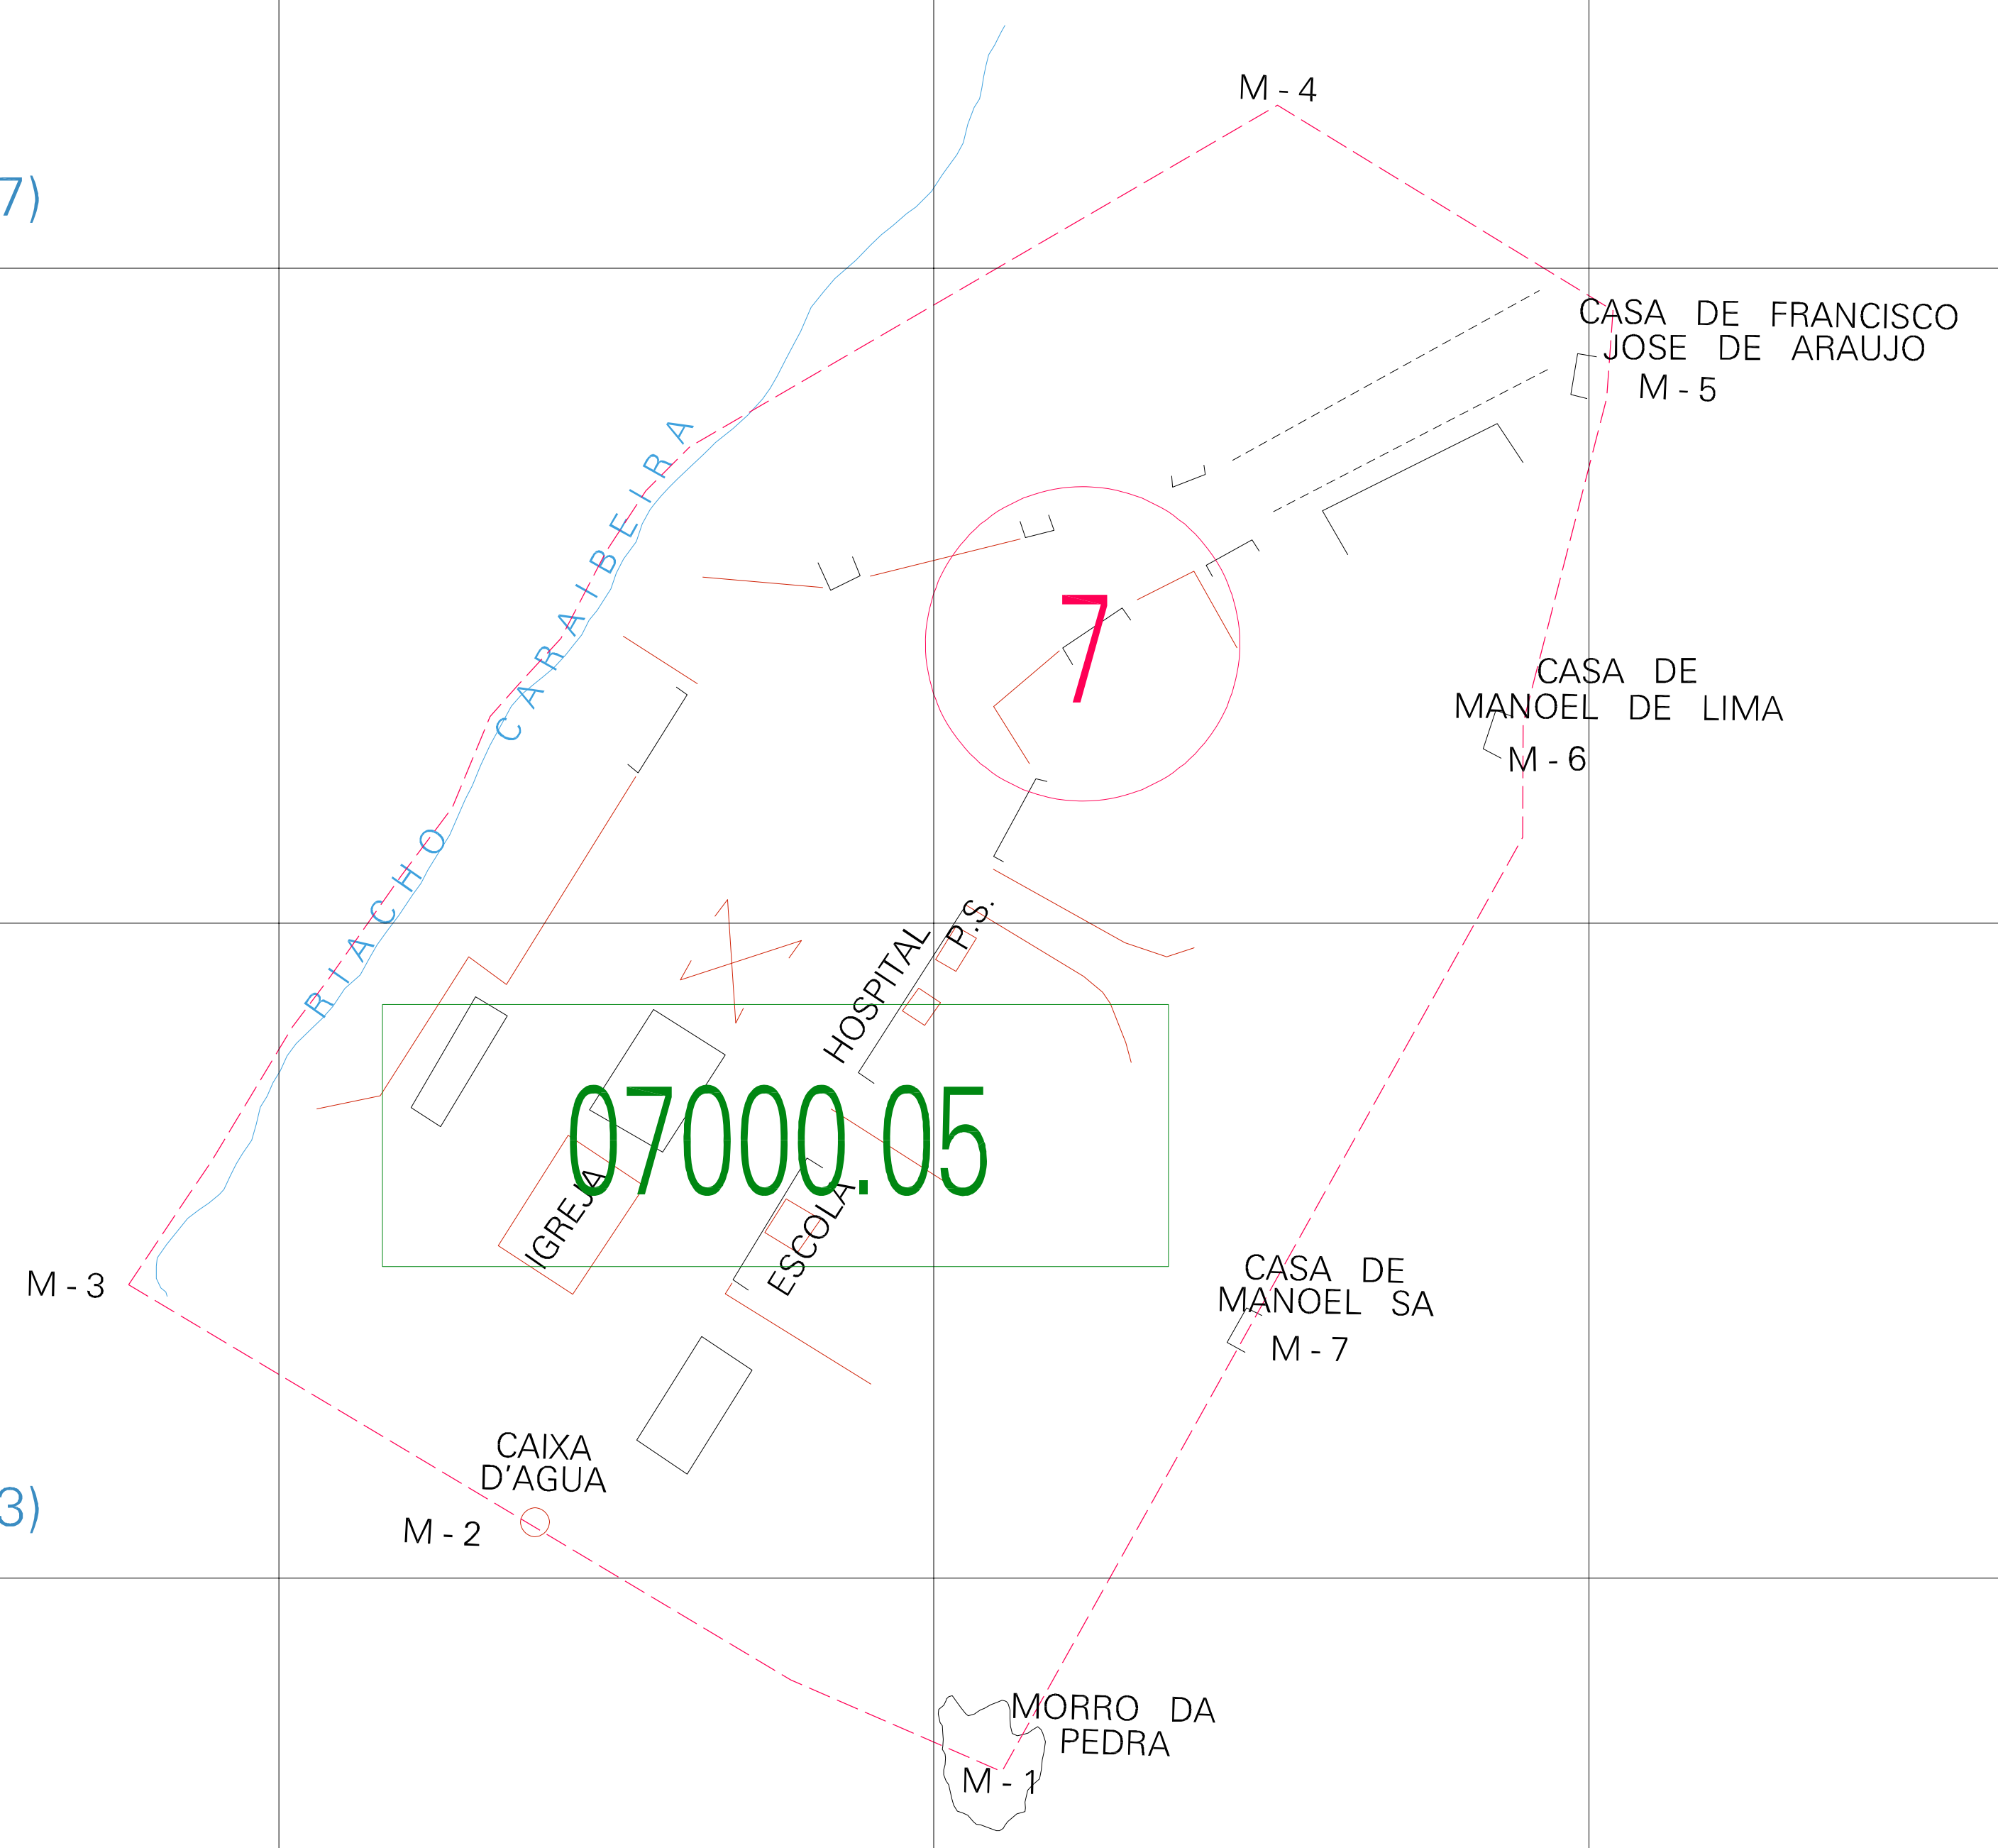 M - 4
7)
CASA DE FRANCISCO
JOSE DE ARAUJO
M - 5
RIACHO CARAIBEIRA
7
CASA DE
MANOEL DE LIMA
M - 6
HOSPITAL
P.S.
07000.05
IGREJA
ESCOLA
M - 3
CASA DE
MANOEL SA
M - 7
CAIXA
D'AGUA
3)
M - 2
MORRO DA
PEDRA
M - 1